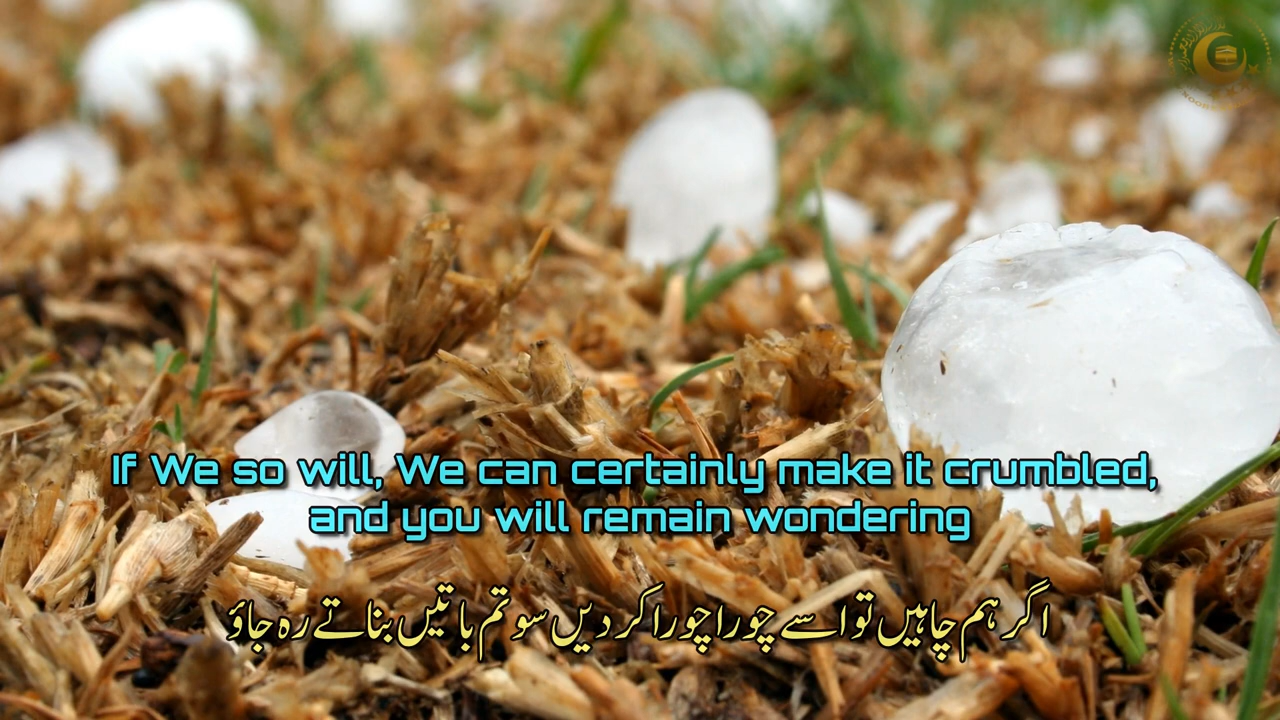 If We so will, We can certainly make it crumbled,
and you will remain wondering
اگر ہم چاہیں تو اسے چورا چورا کر دیں سو تم باتیں بناتے رہ جاؤ